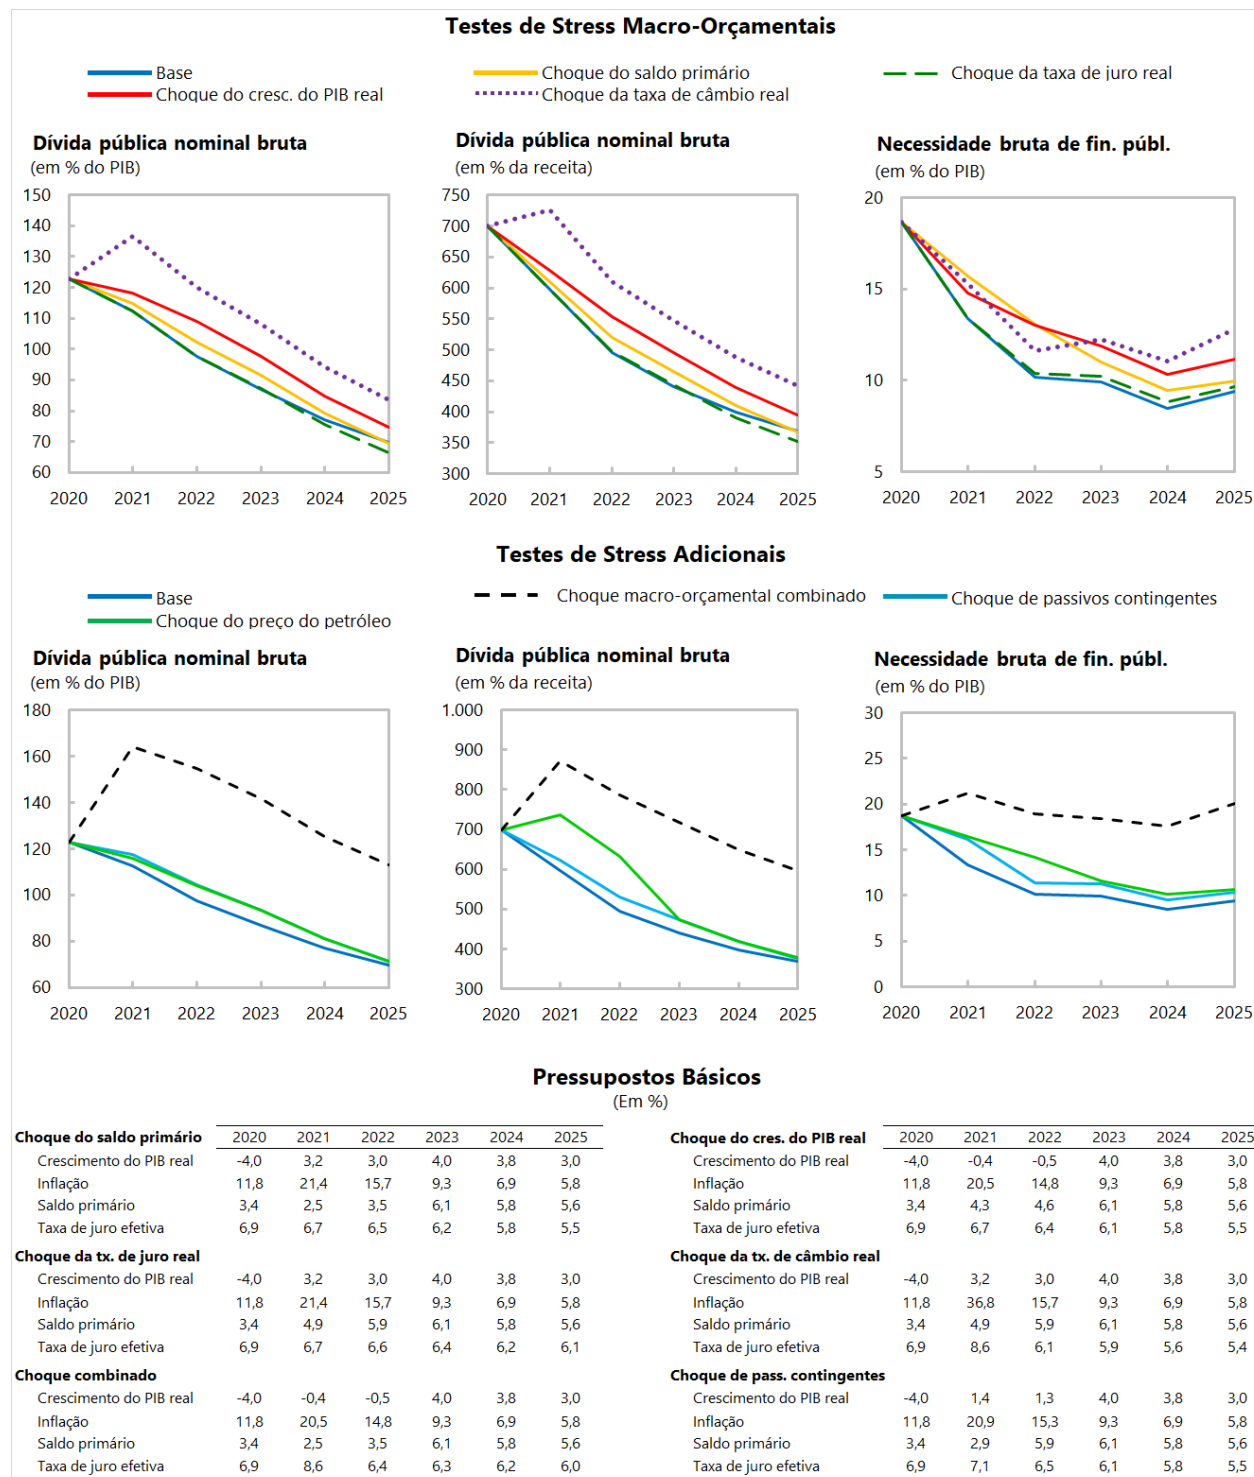 Testes de Stress Macro-Orçamentais
Base
Choque do saldo primário
Choque da taxa de juro real
Choque do cresc. do PIB real
Choque da taxa de câmbio real
Dívida pública nominal bruta
(em % do PIB)
150
140
130
120
110
100
90
80
70
60
2020 2021 2022 2023 2024 2025
Dívida pública nominal bruta
(em % da receita)
750
700
650
600
550
500
450
400
350
300
2020 2021 2022 2023 2024 2025
Necessidade bruta de fin. públ.
(em % do PIB)
20
15
10
5
2020 2021 2022 2023 2024 2025
Testes de Stress Adicionais
Base
Choque macro-orçamental combinado
Choque de passivos contingentes
Choque do preço do petróleo
Dívida pública nominal bruta
(em % do PIB)
180
160
140
120
100
80
60
2020 2021 2022 2023 2024 2025
Dívida pública nominal bruta
(em % da receita)
1.000
900
800
700
600
500
400
300
2020 2021 2022 2023 2024 2025
Necessidade bruta de fin. públ.
(em % do PIB)
30
25
20
15
10
5
0
2020 2021 2022 2023 2024 2025
Pressupostos Básicos
(Em %)
Choque do saldo primário 2020 2021 2022 2023 2024 2025
Crescimento do PIB real -4,0 3,2 3,0 4,0 3,8 3,0
Inflação 11,8 21,4 15,7 9,3 6,9 5,8
Saldo primário 3,4 2,5 3,5 6,1 5,8 5,6
Taxa de juro efetiva 6,9 6,7 6,5 6,2 5,8 5,5
Choque da tx. de juro real
Crescimento do PIB real -4,0 3,2 3,0 4,0 3,8 3,0
Inflação 11,8 21,4 15,7 9,3 6,9 5,8
Saldo primário 3,4 4,9 5,9 6,1 5,8 5,6
Taxa de juro efetiva 6,9 6,7 6,6 6,4 6,2 6,1
Choque combinado
Crescimento do PIB real -4,0 -0,4 -0,5 4,0 3,8 3,0
Inflação 11,8 20,5 14,8 9,3 6,9 5,8
Saldo primário 3,4 2,5 3,5 6,1 5,8 5,6
Taxa de juro efetiva 6,9 8,6 6,4 6,3 6,2 6,0
Choque do cres. do PIB real 2020 2021 2022 2023 2024 2025
Crescimento do PIB real -4,0 -0,4 -0,5 4,0 3,8 3,0
Inflação 11,8 20,5 14,8 9,3 6,9 5,8
Saldo primário 3,4 4,3 4,6 6,1 5,8 5,6
Taxa de juro efetiva 6,9 6,7 6,4 6,1 5,8 5,5
Choque da tx. de câmbio real
Crescimento do PIB real -4,0 3,2 3,0 4,0 3,8 3,0
Inflação 11,8 36,8 15,7 9,3 6,9 5,8
Saldo primário 3,4 4,9 5,9 6,1 5,8 5,6
Taxa de juro efetiva 6,9 8,6 6,1 5,9 5,6 5,4
Choque de pass. contingentes
Crescimento do PIB real -4,0 1,4 1,3 4,0 3,8 3,0
Inflação 11,8 20,9 15,3 9,3 6,9 5,8
Saldo primário 3,4 2,9 5,9 6,1 5,8 5,6
Taxa de juro efetiva 6,9 7,1 6,5 6,1 5,8 5,5